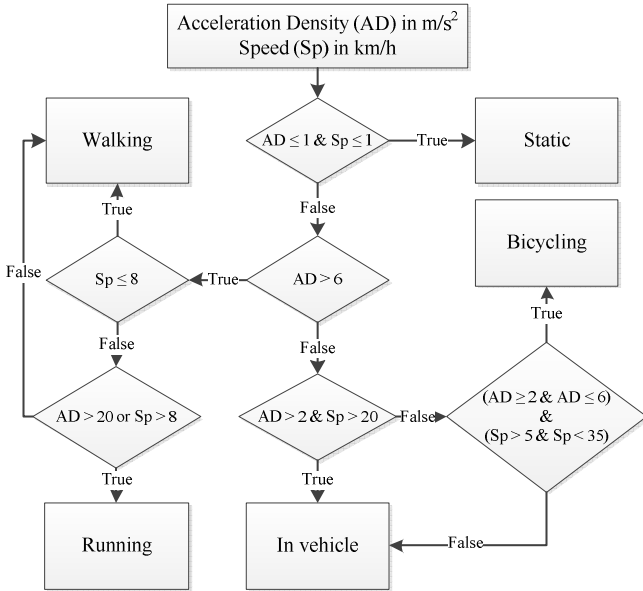 Acceleration Density (AD) in m/s²
Speed (Sp) in km/h
Walking
AD ≤ 1 & Sp ≤ 1
True
Static
False
True
Bicycling
False
Sp ≤ 8
True
AD > 6
True
False
False
AD > 20 or Sp > 8
AD > 2 & Sp > 20
False
(AD ≥ 2 & AD ≤ 6)
&
(Sp > 5 & Sp < 35)
True
True
Running
In vehicle
False